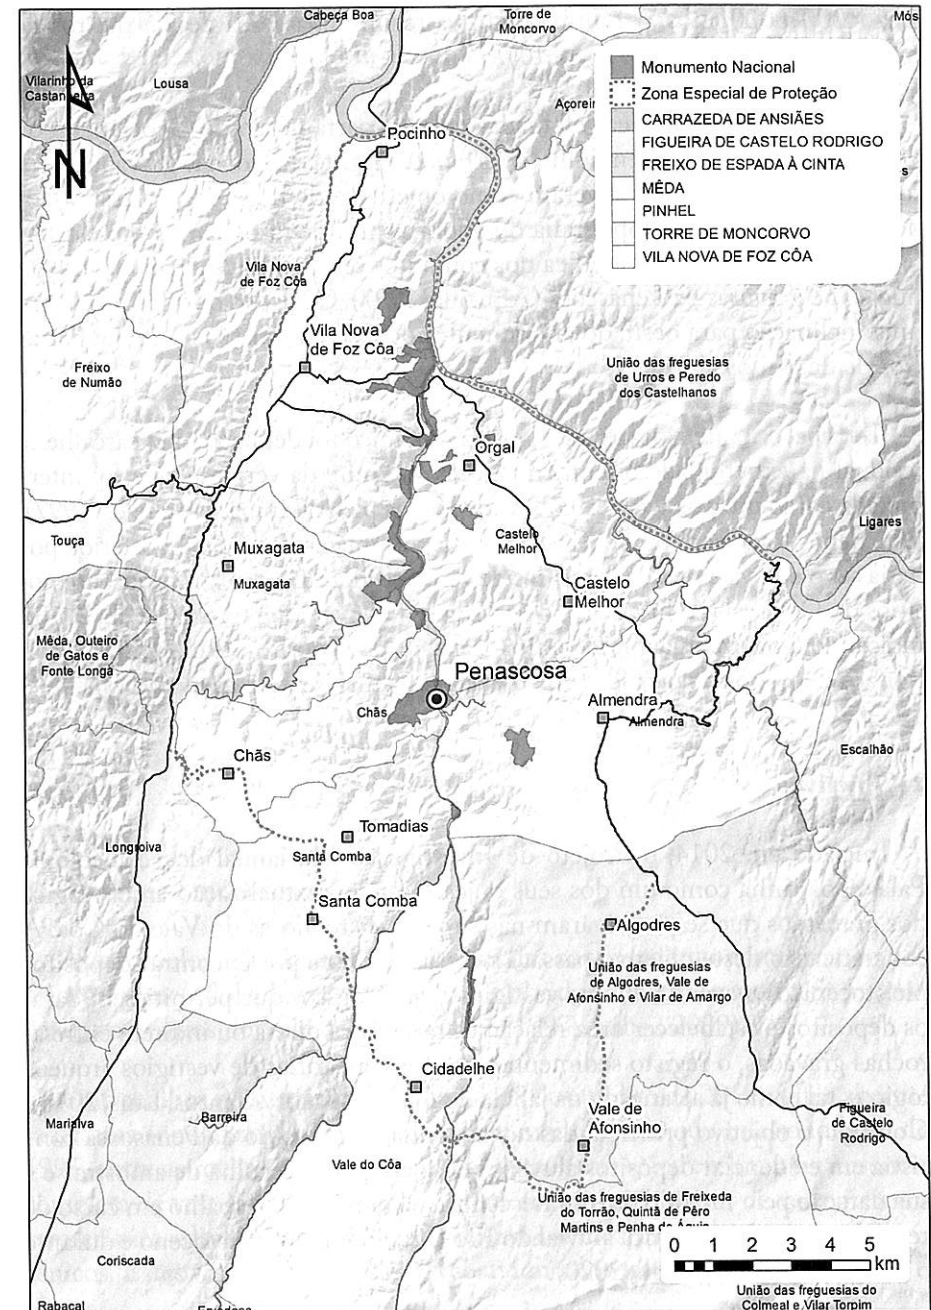 Cabeça Boa
Torre de
Moncorvo
Mós
Vilarinho da
Castanheira
Lousa
N
Monumento Nacional
Zona Especial de Proteção
CARRAZEDA DE ANSIÃES
FIGUEIRA DE CASTELO RODRIGO
FREIXO DE ESPADA À CINTA
MÊDA
PINHEL
TORRE DE MONCORVO
VILA NOVA DE FOZ CÔA
Açoreir
Pocinho
Vila Nova
de Foz Côa
Vila Nova
de Foz Côa
Freixo
de Numão
União das freguesias
de Urros e Peredo
dos Castelhanos
Orgal
Ligares
Touça
Castelo
Melhor
Muxagata
Muxagata
Castelo
Melhor
Mêda, Outeiro
de Gatos e
Fonte Longa
Penascosa
Chãs
Almendra
Almendra
Escalhão
Chãs
Tomadias
Longroiva
Santa Comba
Santa Comba
Algodres
União das freguesias
de Algodres, Vale de
Afonsinho e Vilar de Amargo
Cidadelhe
Marialva
Barreira
Vale de
Afonsinho
Figueira
de Castelo
Rodrigo
Vale do Côa
União das freguesias de Freixeda
do Torrão, Quintã de Pêro
Martins e Penha de Águia
Coriscada
0 1 2 3 4 5
km
Rabaçal
União das freguesias do
Colmeal e Vilar Torpim